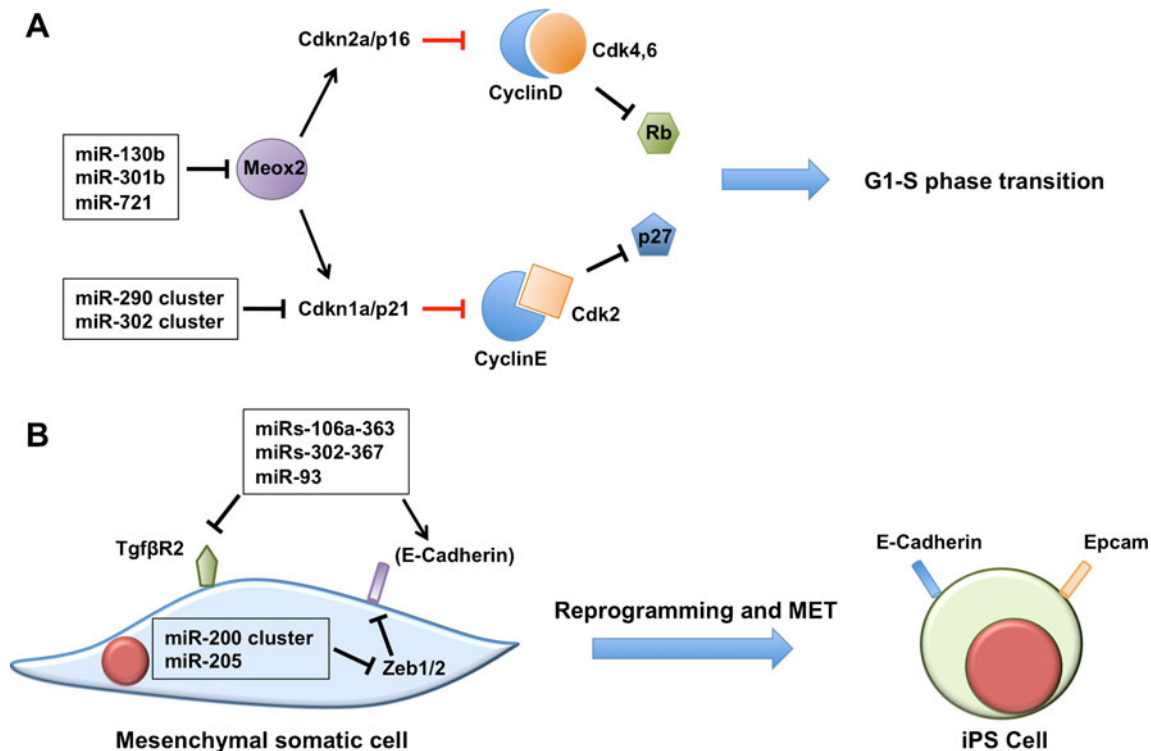 A
Cdkn2a/p16
Cdk4,6
CyclinD
Rb
miR-130b
miR-301b
miR-721
Meox2
G1-S phase transition
p27
miR-290 cluster
miR-302 cluster
Cdkn1a/p21
Cdk2
CyclinE
B
miRs-106a-363
miRs-302-367
miR-93
TgfβR2
(E-Cadherin)
E-Cadherin
Epcam
Reprogramming and MET
miR-200 cluster
miR-205
Zeb1/2
Mesenchymal somatic cell
iPS Cell